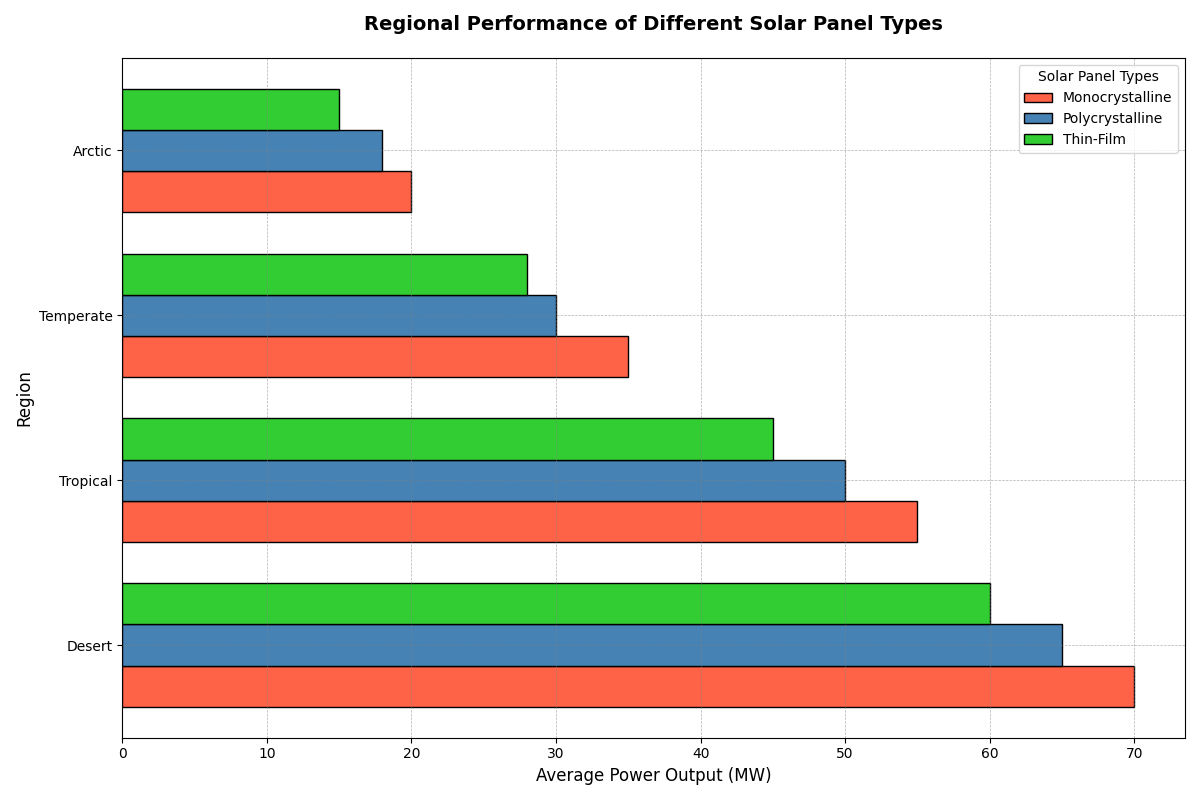 Regional Performance of Different Solar Panel Types
Solar Panel Types
Monocrystalline
Polycrystalline
Thin-Film
Arctic
Temperate
Tropical
Desert
Region
0 10 20 30 40 50 60 70
Average Power Output (MW)